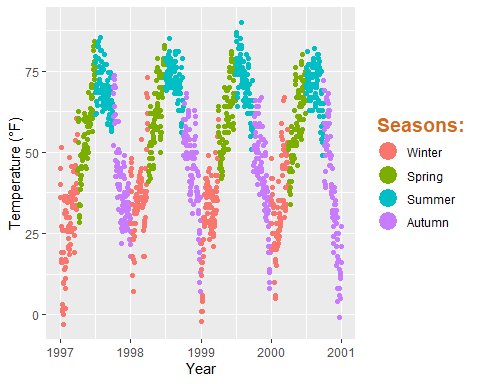 Temperature (°F)
75
50
25
0
1997
1998
1999
2000
2001
Year
Seasons:
Winter
Spring
Summer
Autumn